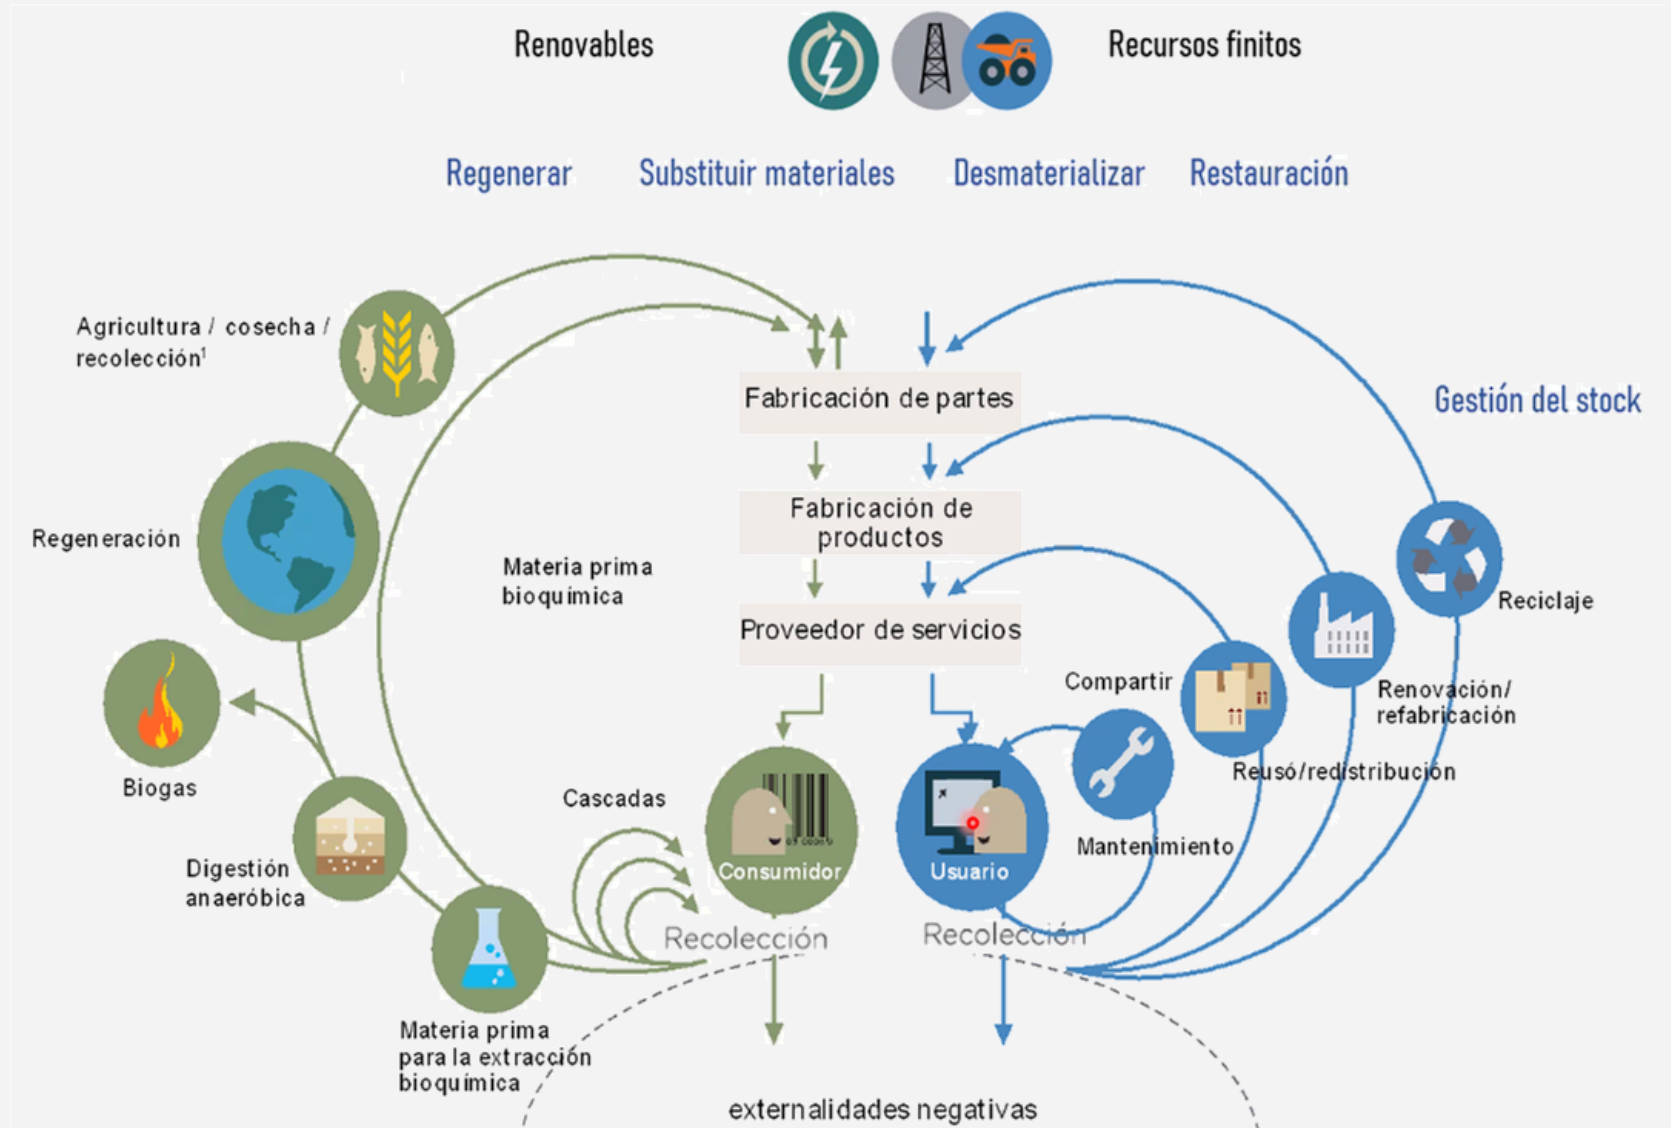 Renovables
Recursos finitos
Regenerar
Substituir materiales
Desmaterializar
Restauración
Agricultura / cosecha /
recolección¹
Fabricación de partes
Gestión del stock
Regeneración
Fabricación de
productos
Materia prima
bioquímica
Reciclaje
Proveedor de servicios
Compartir
Renovación/
refabricación
Biogas
Cascadas
Reusó/redistribución
Mantenimiento
Digestión
anaeróbica
Consumidor
Usuario
Recolección
Recolección
Materia prima
para la extracción
bioquímica
externalidades negativas